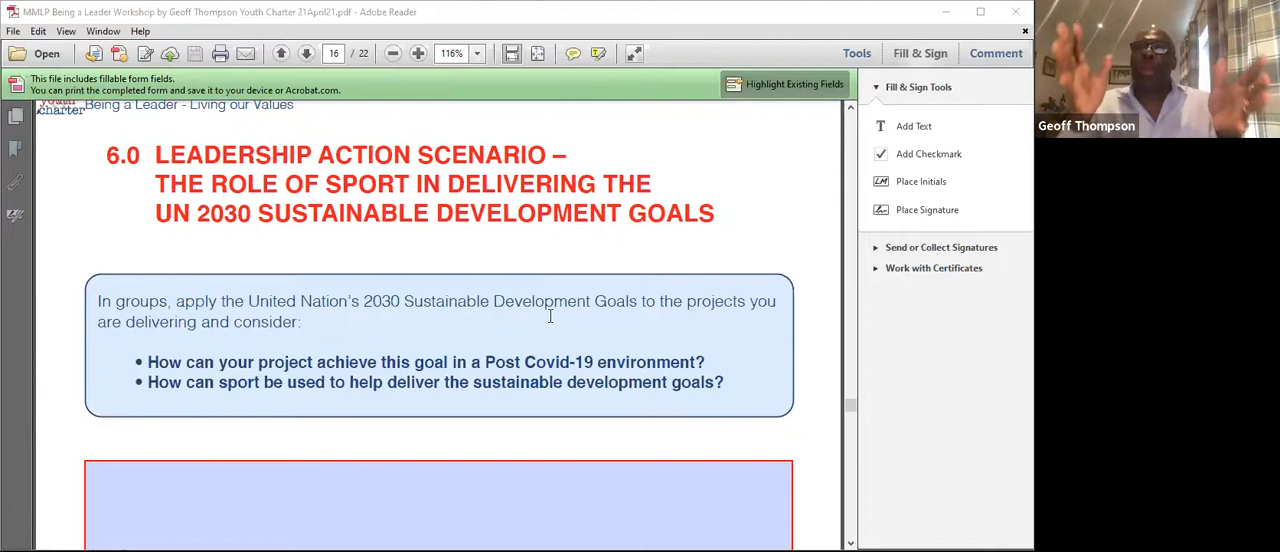 MMLP Being a Leader Workshop by Geoff Thompson Youth Charter 21April21.pdf - Adobe Reader
File Edit View Window Help
Open 16 / 22 116% Tools Fill & Sign Comment
This file includes fillable form fields.
You can print the completed form and save it to your device or Acrobat.com.
Highlight Existing Fields
youth
charter
Being a Leader - Living our Values
6.0 LEADERSHIP ACTION SCENARIO –
THE ROLE OF SPORT IN DELIVERING THE
UN 2030 SUSTAINABLE DEVELOPMENT GOALS
In groups, apply the United Nation's 2030 Sustainable Development Goals to the projects you
are delivering and consider:
• How can your project achieve this goal in a Post Covid-19 environment?
• How can sport be used to help deliver the sustainable development goals?
Fill & Sign Tools
T Add Text
Add Checkmark
Place Initials
Place Signature
Send or Collect Signatures
Work with Certificates
Geoff Thompson